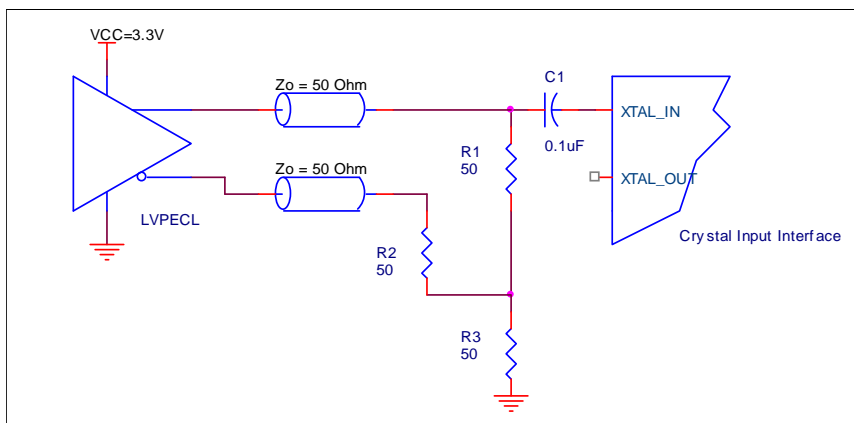 VCC=3.3V
Zo = 50 Ohm
C1
XTAL_IN
0.1uF
R1
50
Zo = 50 Ohm
XTAL_OUT
LVPECL
Crystal Input Interface
R2
50
R3
50